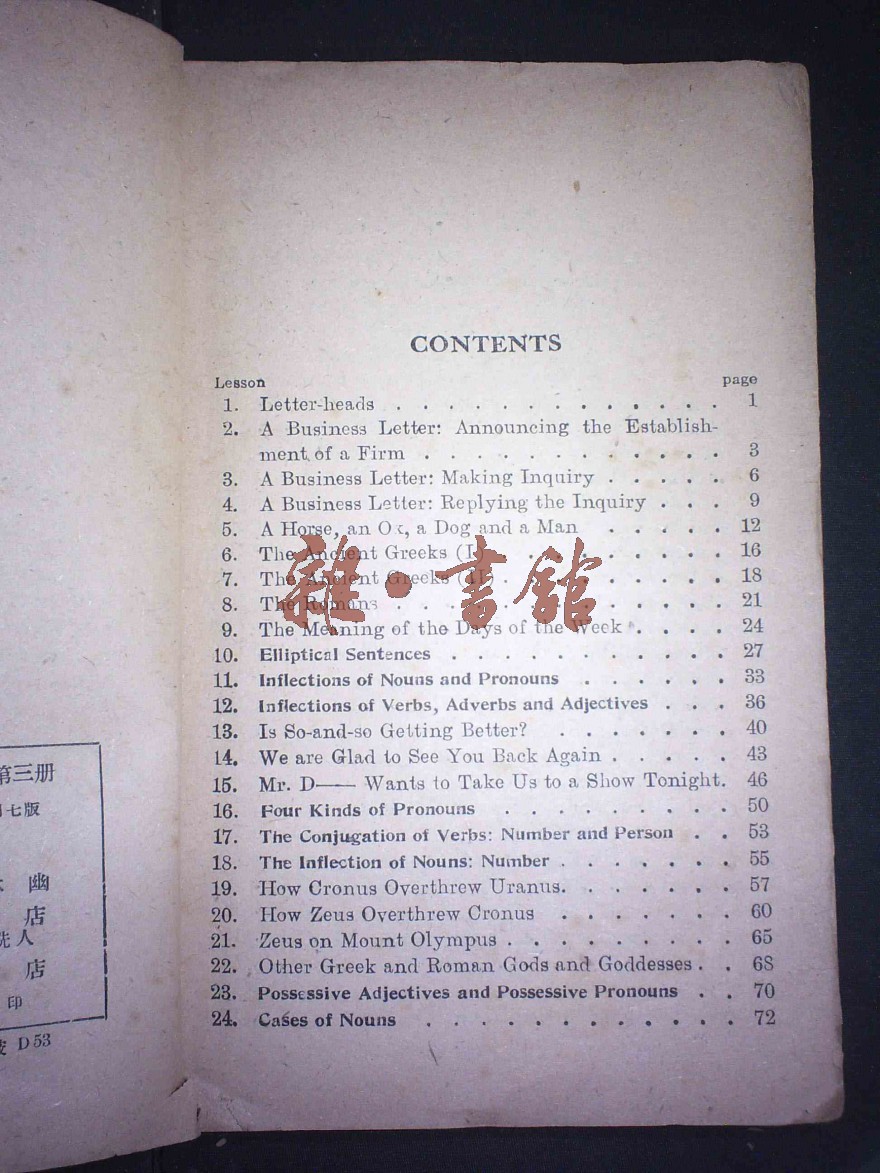 第三册
七版
幽
店
人
店
印
D53
CONTENTS
Lesson page
1. Letter-heads . . . . . . . . . . . . . 1
2. A Business Letter: Announcing the Establish-
ment of a Firm . . . . . . . . . . . . 3
3. A Business Letter: Making Inquiry . . . . . 6
4. A Business Letter: Replying the Inquiry . . . 9
5. A Horse, an Ox, a Dog and a Man . . . . . 12
6. The Ancient Greeks (I) . . . . . . . . . 16
7. The Ancient Greeks (II) . . . . . . . . . 18
8. The Romans . . . . . . . . . . . . . 21
9. The Meaning of the Days of the Week . . . . 24
10. Elliptical Sentences . . . . . . . . . . . 27
11. Inflections of Nouns and Pronouns . . . . . . 33
12. Inflections of Verbs, Adverbs and Adjectives . . . 36
13. Is So-and-so Getting Better? . . . . . . . 40
14. We are Glad to See You Back Again . . . . . 43
15. Mr. D—— Wants to Take Us to a Show Tonight. 46
16. Four Kinds of Pronouns . . . . . . . . . 50
17. The Conjugation of Verbs: Number and Person . . 53
18. The Inflection of Nouns: Number . . . . . . . 55
19. How Cronus Overthrew Uranus. . . . . . . 57
20. How Zeus Overthrew Cronus . . . . . . . 60
21. Zeus on Mount Olympus . . . . . . . . . 65
22. Other Greek and Roman Gods and Goddesses . . 68
23. Possessive Adjectives and Possessive Pronouns . . 70
24. Cases of Nouns . . . . . . . . . . . . 72
雜·書館